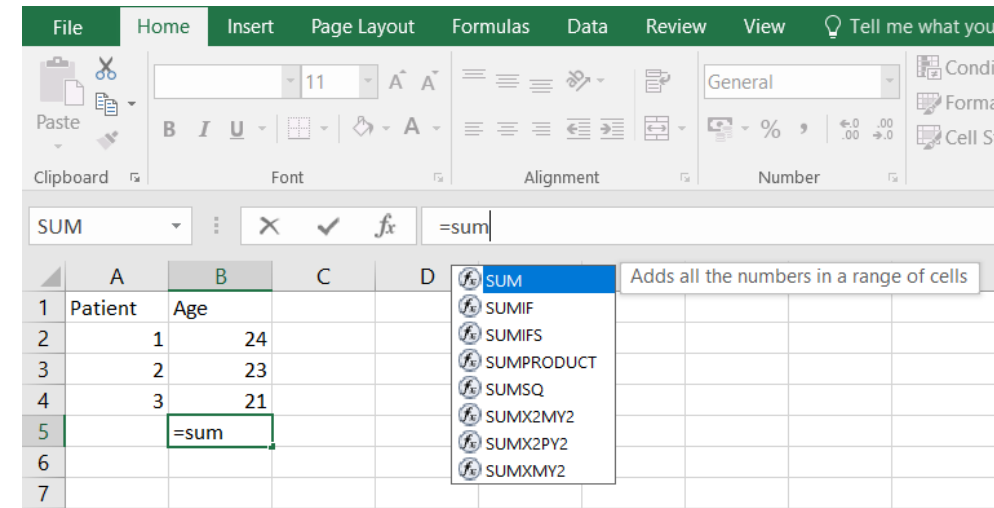 File Home Insert Page Layout Formulas Data Review View Tell me what you
11 A A General Condi
Forma
Paste B I U A % , .0 .00 .00 .0 Cell S
Clipboard Font Alignment Number
SUM fx =sum
A B C D
Adds all the numbers in a range of cells
SUM
SUMIF
SUMIFS
SUMPRODUCT
SUMSQ
SUMX2MY2
SUMX2PY2
SUMXMY2
1 Patient Age
2 1 24
3 2 23
4 3 21
5 =sum
6
7